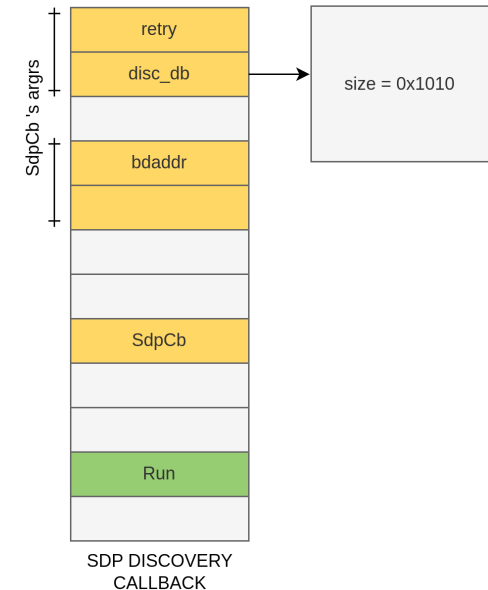 retry
disc_db
size = 0x1010
SdpCb 's argrs
bdaddr
SdpCb
Run
SDP DISCOVERY
CALLBACK